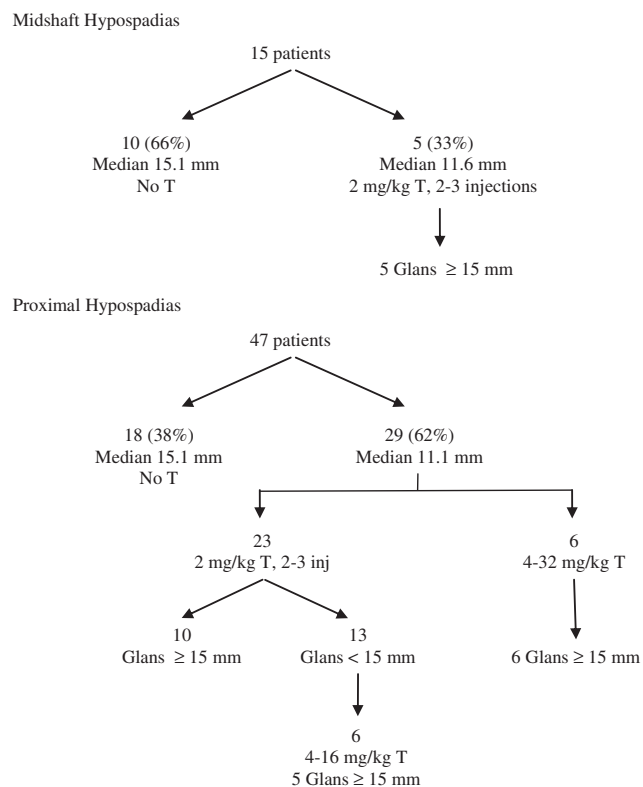 Midshaft Hypospadias
15 patients
10 (66%)
Median 15.1 mm
No T
5 (33%)
Median 11.6 mm
2 mg/kg T, 2-3 injections
5 Glans ≥ 15 mm
Proximal Hypospadias
47 patients
18 (38%)
Median 15.1 mm
No T
29 (62%)
Median 11.1 mm
23
2 mg/kg T, 2-3 inj
6
4-32 mg/kg T
10
Glans ≥ 15 mm
13
Glans < 15 mm
6 Glans ≥ 15 mm
6
4-16 mg/kg T
5 Glans ≥ 15 mm